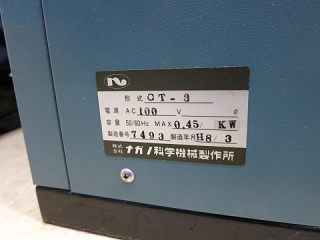 形式 GT-3
電源 AC 100 V φ
容量 50/60Hz MAX 0.45/ KW
製造番号 7493 製造年月 H8/3
株式会社 ナガノ科学機械製作所